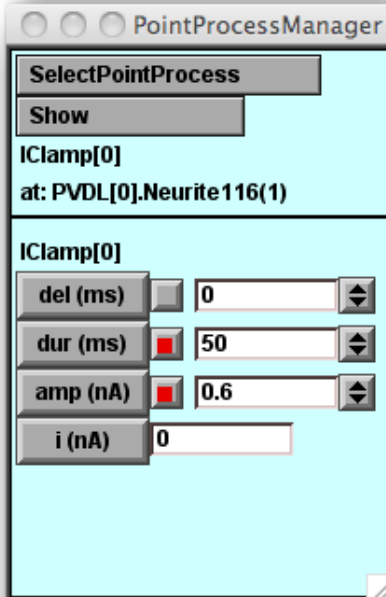 PointProcessManager
SelectPointProcess
Show
IClamp[0]
at: PVDL[0].Neurite116(1)
IClamp[0]
del (ms) 0
dur (ms) 50
amp (nA) 0.6
i (nA) 0